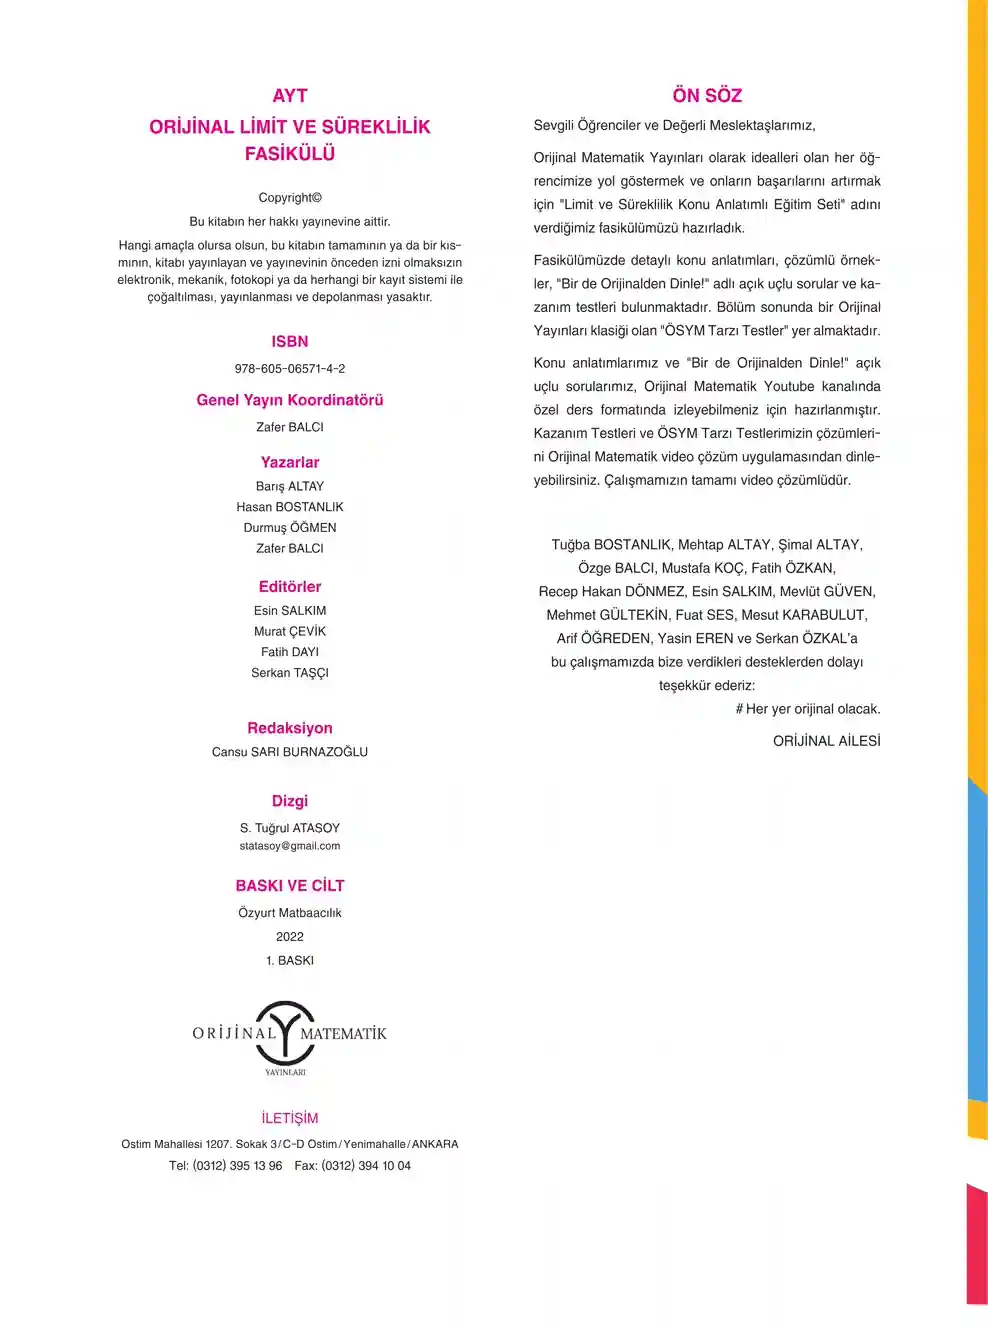 AYT
ORİJİNAL LİMİT VE SÜREKLİLİK
FASİKÜLÜ
Copyright©
Bu kitabın her hakkı yayınevine aittir.
Hangi amaçla olursa olsun, bu kitabın tamamının ya da bir kıs-
mının, kitabı yayınlayan ve yayınevinin önceden izni olmaksızın
elektronik, mekanik, fotokopi ya da herhangi bir kayıt sistemi ile
çoğaltılması, yayınlanması ve depolanması yasaktır.
ISBN
978-605-06571-4-2
Genel Yayın Koordinatörü
Zafer BALCI
Yazarlar
Barış ALTAY
Hasan BOSTANLIK
Durmuş ÖĞMEN
Zafer BALCI
Editörler
Esin SALKIM
Murat ÇEVİK
Fatih DAYI
Serkan TAŞÇI
Redaksiyon
Cansu SARI BURNAZOĞLU
Dizgi
S. Tuğrul ATASOY
statasoy@gmail.com
BASKI VE CİLT
Özyurt Matbaacılık
2022
1. BASKI
ORİJİNAL MATEMATİK
YAYINLARI
İLETİŞİM
Ostim Mahallesi 1207. Sokak 3/C-D Ostim/Yenimahalle/ANKARA
Tel: (0312) 395 13 96 Fax: (0312) 394 10 04
ÖN SÖZ
Sevgili Öğrenciler ve Değerli Meslektaşlarımız,
Orijinal Matematik Yayınları olarak idealleri olan her öğ-
rencimize yol göstermek ve onların başarılarını artırmak
için "Limit ve Süreklilik Konu Anlatımlı Eğitim Seti" adını
verdiğimiz fasikülümüzü hazırladık.
Fasikülümüzde detaylı konu anlatımları, çözümlü örnek-
ler, "Bir de Orijinalden Dinle!" adlı açık uçlu sorular ve ka-
zanım testleri bulunmaktadır. Bölüm sonunda bir Orijinal
Yayınları klasiği olan "ÖSYM Tarzı Testler" yer almaktadır.
Konu anlatımlarımız ve "Bir de Orijinalden Dinle!" açık
uçlu sorularımız, Orijinal Matematik Youtube kanalında
özel ders formatında izleyebilmeniz için hazırlanmıştır.
Kazanım Testleri ve ÖSYM Tarzı Testlerimizin çözümleri-
ni Orijinal Matematik video çözüm uygulamasından dinle-
yebilirsiniz. Çalışmamızın tamamı video çözümlüdür.
Tuğba BOSTANLIK, Mehtap ALTAY, Şimal ALTAY,
Özge BALCI, Mustafa KOÇ, Fatih ÖZKAN,
Recep Hakan DÖNMEZ, Esin SALKIM, Mevlüt GÜVEN,
Mehmet GÜLTEKİN, Fuat SES, Mesut KARABULUT,
Arif ÖĞREDEN, Yasin EREN ve Serkan ÖZKAL'a
bu çalışmamızda bize verdikleri desteklerden dolayı
teşekkür ederiz:
# Her yer orijinal olacak.
ORİJİNAL AİLESİ